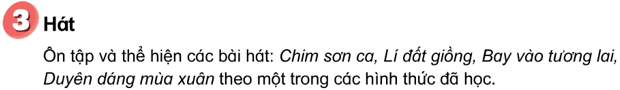 3 Hát
Ôn tập và thể hiện các bài hát: Chim sơn ca, Lí đất giồng, Bay vào tương lai,
Duyên dáng mùa xuân theo một trong các hình thức đã học.